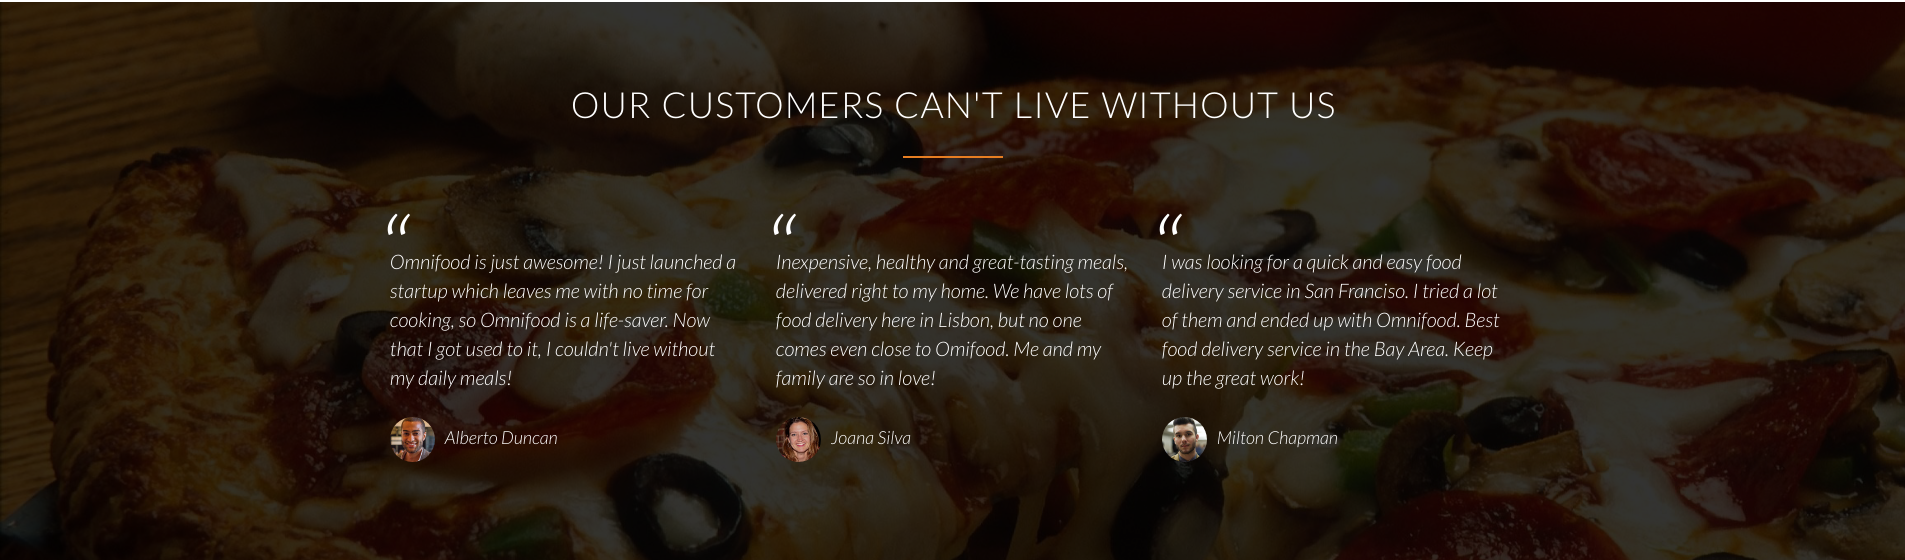 OUR CUSTOMERS CAN'T LIVE WITHOUT US
“
Omnifood is just awesome! I just launched a
startup which leaves me with no time for
cooking, so Omnifood is a life-saver. Now
that I got used to it, I couldn't live without
my daily meals!
Alberto Duncan
“
Inexpensive, healthy and great-tasting meals,
delivered right to my home. We have lots of
food delivery here in Lisbon, but no one
comes even close to Omifood. Me and my
family are so in love!
Joana Silva
“
I was looking for a quick and easy food
delivery service in San Franciso. I tried a lot
of them and ended up with Omnifood. Best
food delivery service in the Bay Area. Keep
up the great work!
Milton Chapman